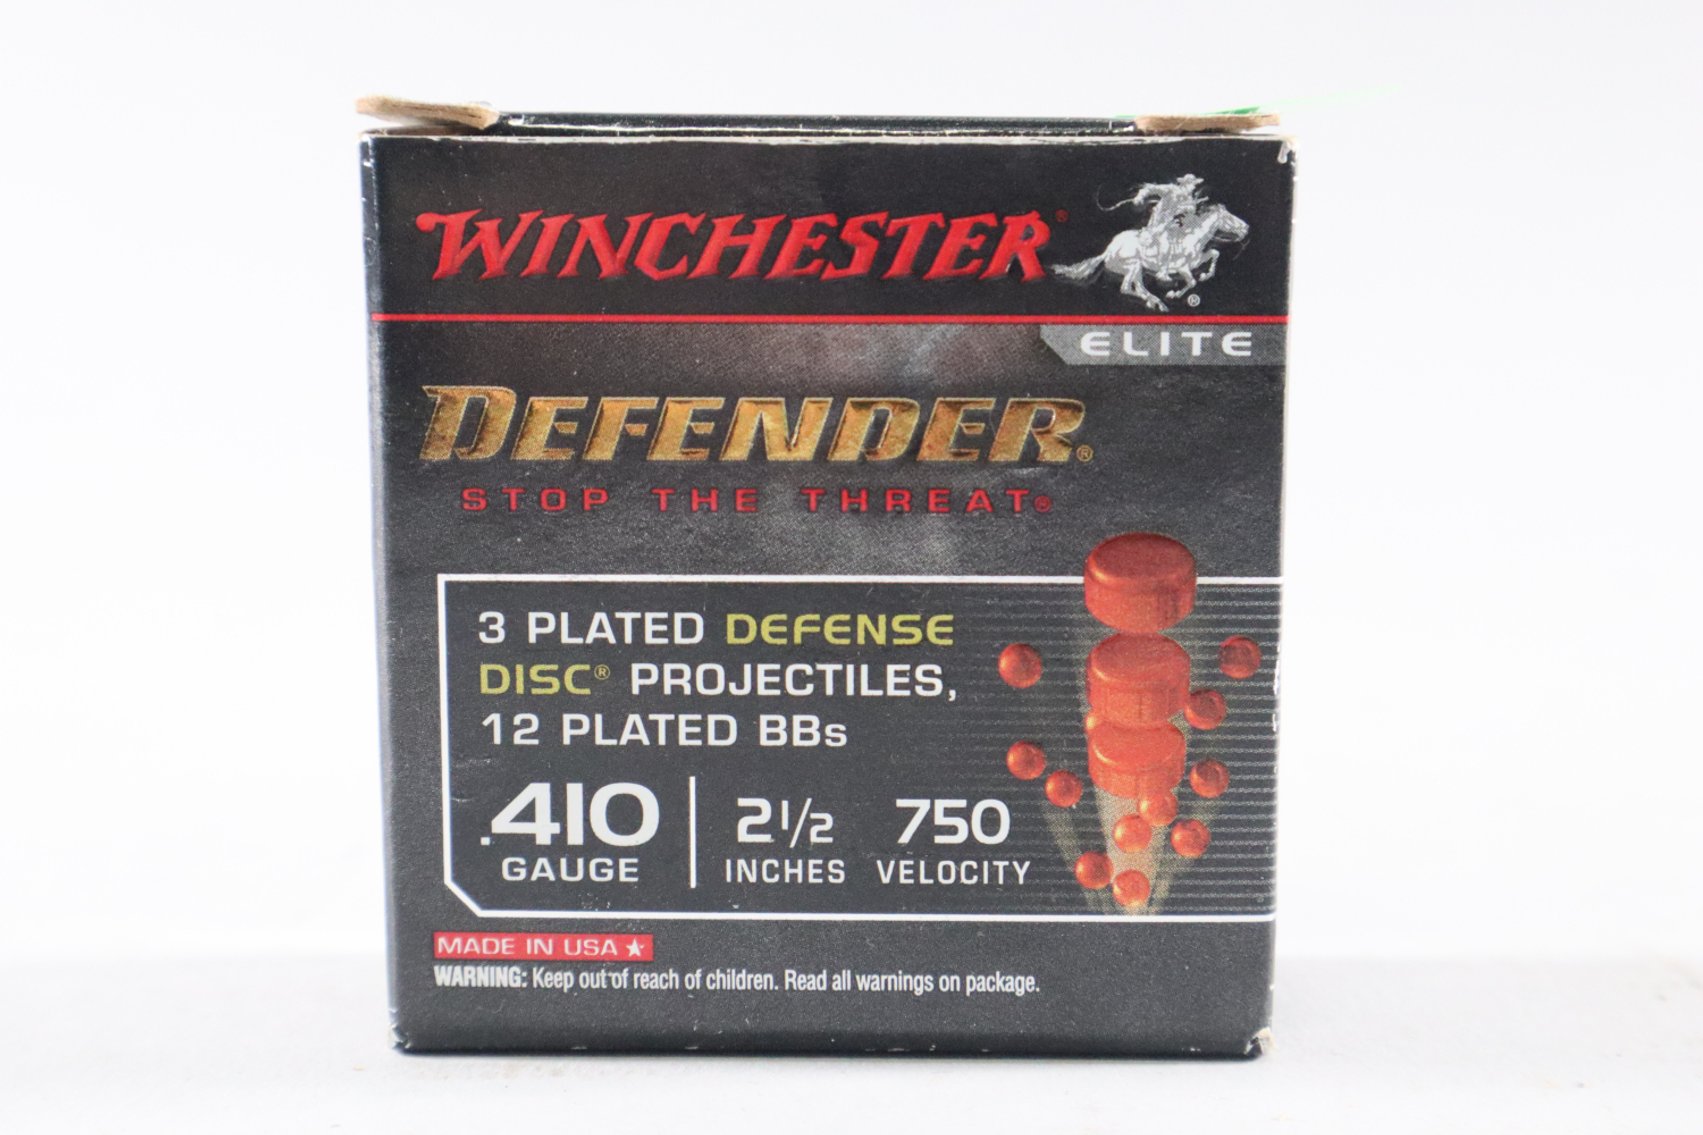 WINCHESTER®
®
ELITE
DEFENDER®
STOP THE THREAT®
3 PLATED DEFENSE
DISC® PROJECTILES,
12 PLATED BBs
.410 2 1/2 750
GAUGE INCHES VELOCITY
MADE IN USA ★
WARNING: Keep out of reach of children. Read all warnings on package.